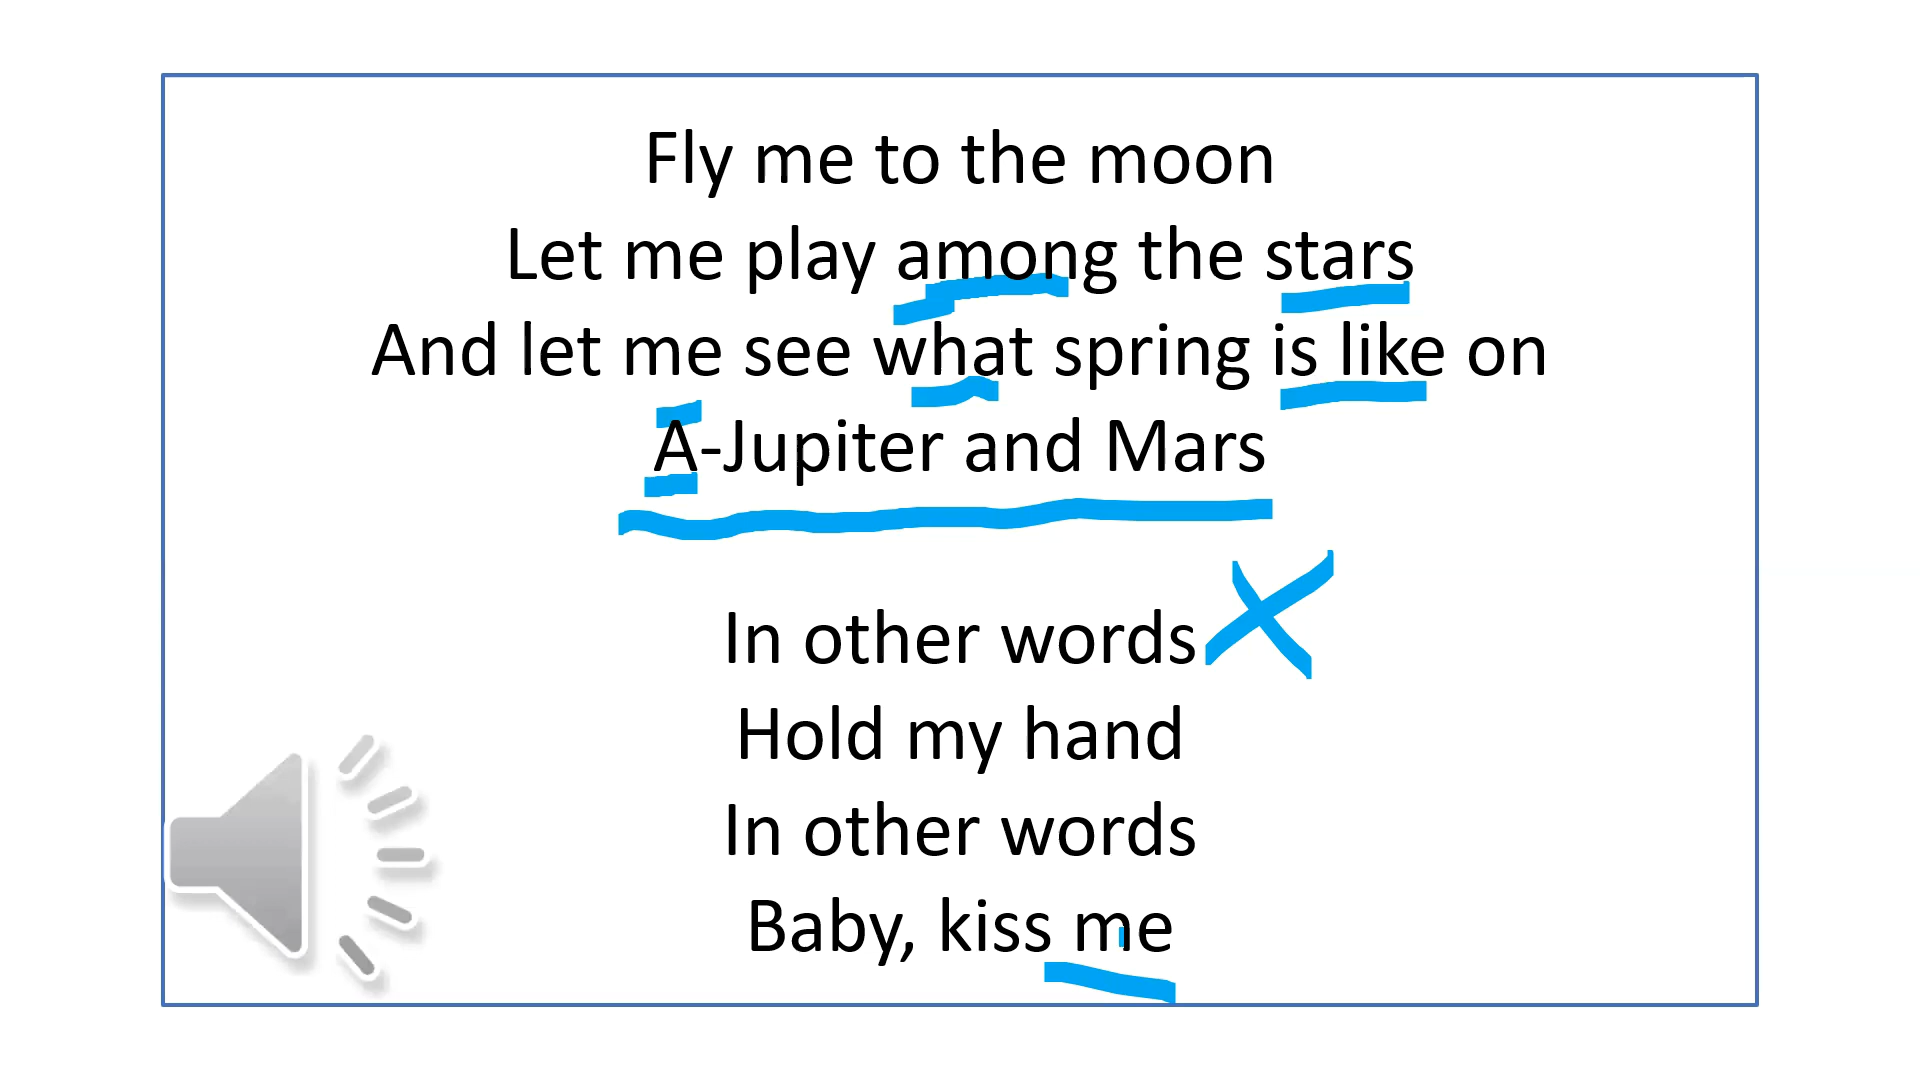 Fly me to the moon
Let me play among the stars
And let me see what spring is like on
A-Jupiter and Mars
In other words
Hold my hand
In other words
Baby, kiss me